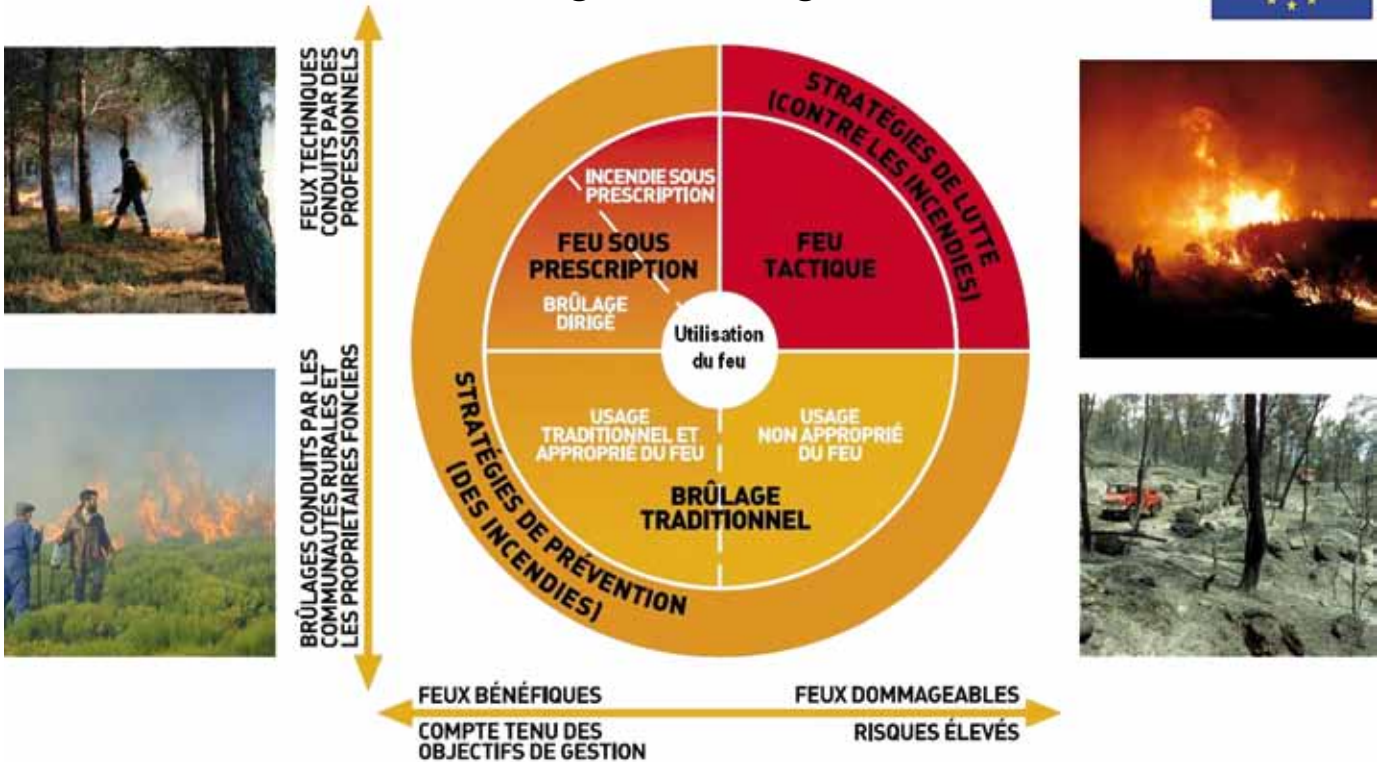 FEUX TECHNIQUES
CONDUITS PAR DES
PROFESSIONNELS
BRÛLAGES CONDUITS PAR LES
COMMUNAUTÉS RURALES ET
LES PROPRIÉTAIRES FONCIERS
STRATÉGIES DE LUTTE
(CONTRE LES INCENDIES)
INCENDIE SOUS
PRESCRIPTION
FEU SOUS
PRESCRIPTION
BRÛLAGE
DIRIGÉ
FEU
TACTIQUE
Utilisation
du feu
USAGE
TRADITIONNEL ET
APPROPRIÉ DU FEU
USAGE
NON APPROPRIÉ
DU FEU
BRÛLAGE
TRADITIONNEL
STRATÉGIES DE PRÉVENTION
(DES INCENDIES)
FEUX BÉNÉFIQUES
FEUX DOMMAGEABLES
COMPTE TENU DES
OBJECTIFS DE GESTION
RISQUES ÉLEVÉS